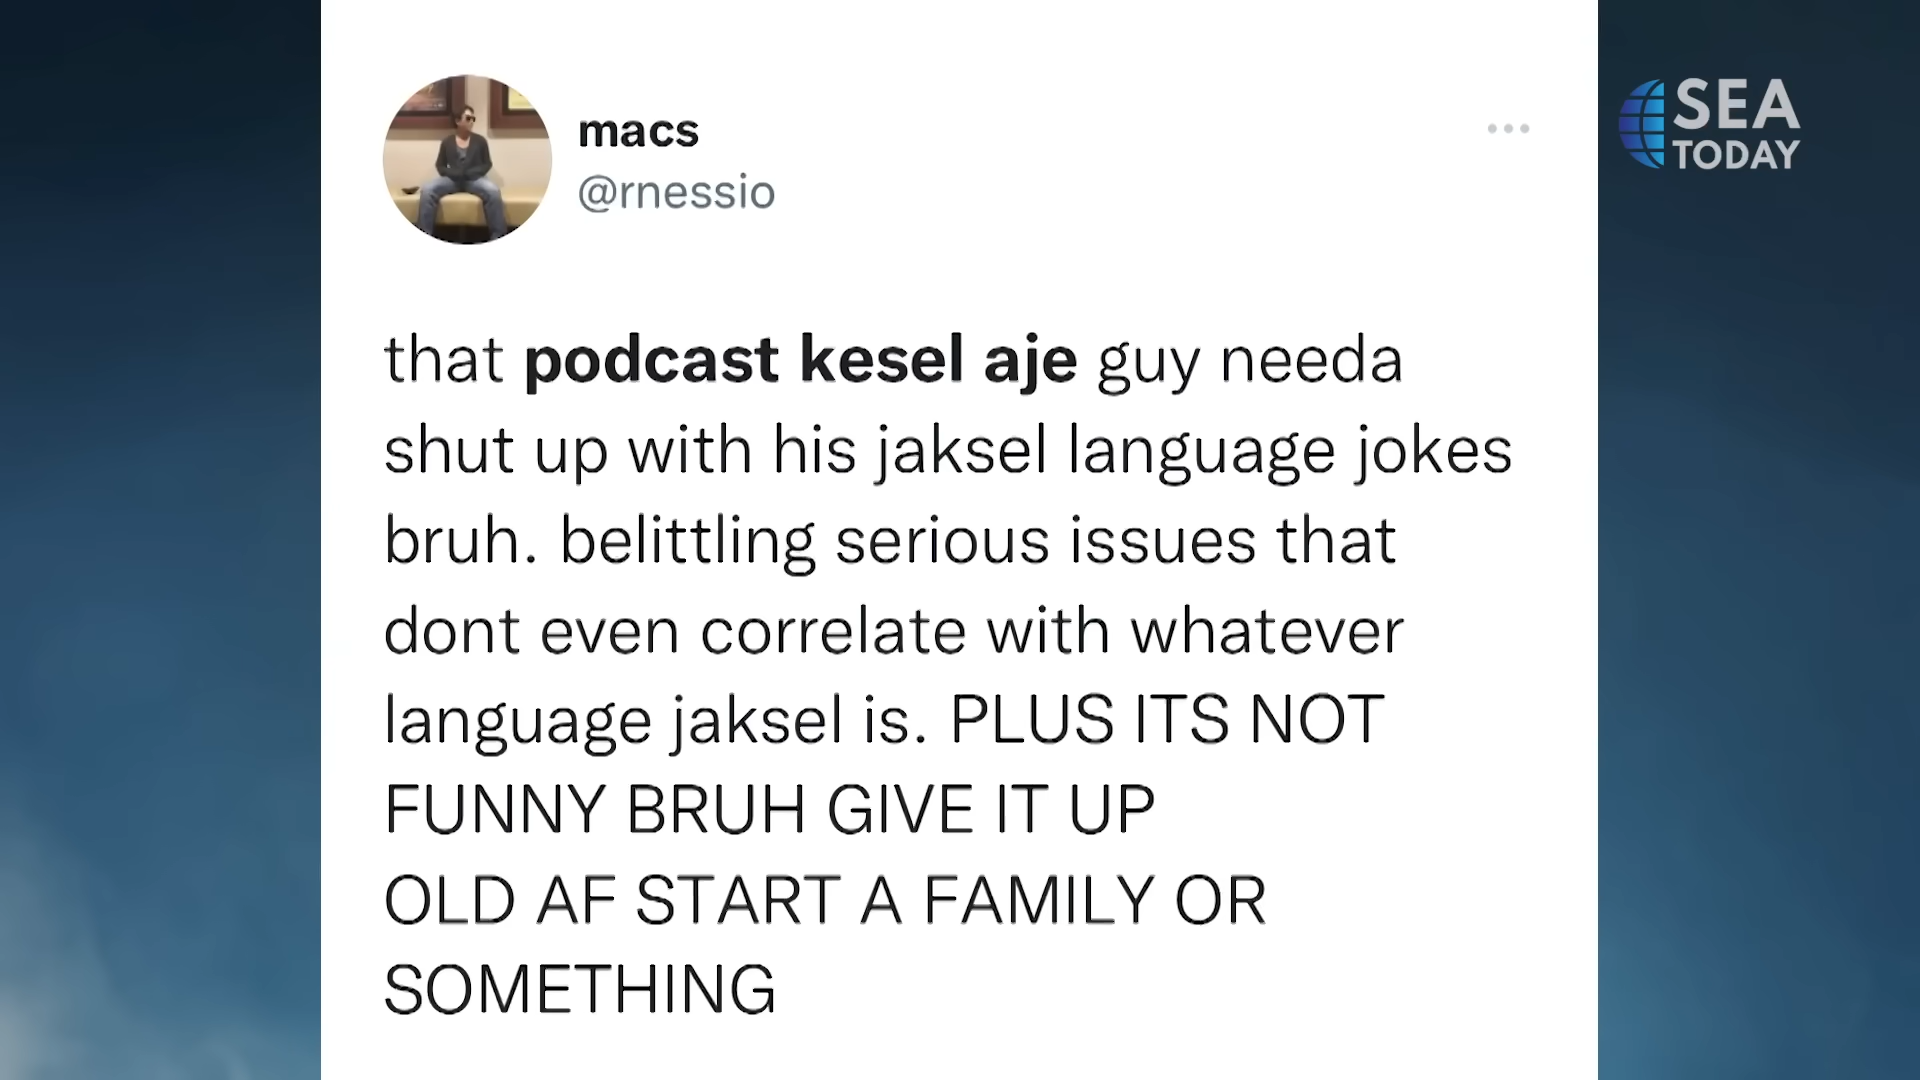 macs
@rnessio
SEA
TODAY
that podcast kesel aje guy needa
shut up with his jaksel language jokes
bruh. belittling serious issues that
dont even correlate with whatever
language jaksel is. PLUS ITS NOT
FUNNY BRUH GIVE IT UP
OLD AF START A FAMILY OR
SOMETHING